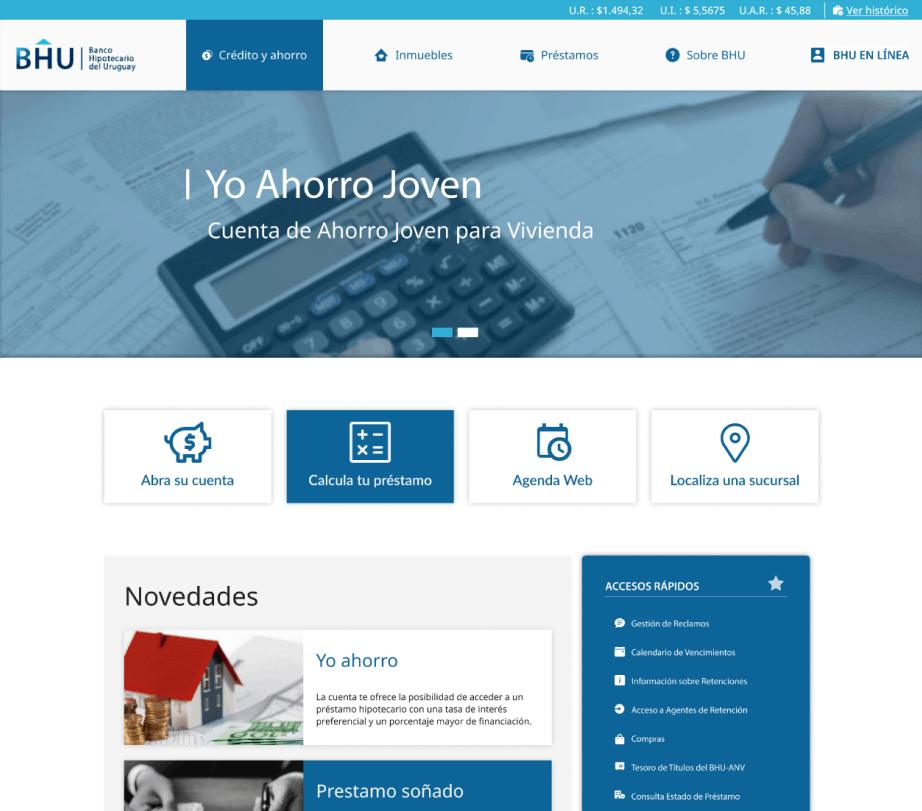 U.R. : $1.494,32 U.I. : $ 5,5675 U.A.R. : $ 45,88 Ver histórico
BHU Banco
Hipotecario
del Uruguay
Crédito y ahorro
Inmuebles
Préstamos
Sobre BHU
BHU EN LÍNEA
Yo Ahorro Joven
Cuenta de Ahorro Joven para Vivienda
1120
OFF
M+
Abra su cuenta
Calcula tu préstamo
Agenda Web
Localiza una sucursal
Novedades
Yo ahorro
La cuenta te ofrece la posibilidad de acceder a un
préstamo hipotecario con una tasa de interés
preferencial y un porcentaje mayor de financiación.
Prestamo soñado
ACCESOS RÁPIDOS
Gestión de Reclamos
Calendario de Vencimientos
Información sobre Retenciones
Acceso a Agentes de Retención
Compras
Tesoro de Títulos del BHU-ANV
Consulta Estado de Préstamo